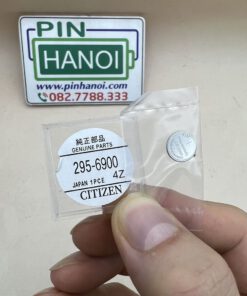 PIN
HANOI
pinhanoi.com
082.7788.333
純正部品
GENUINE PARTS
295-6900
4Z
JAPAN 1PCE
CITIZEN